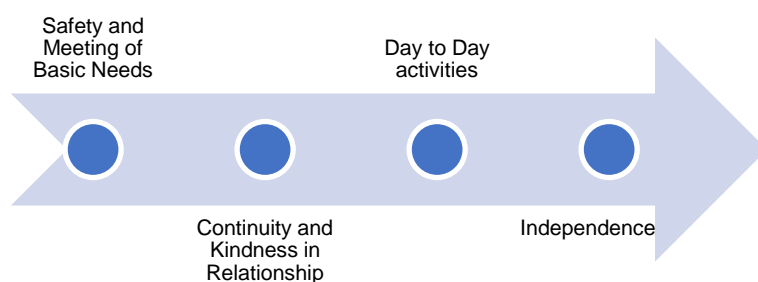 Safety and
Meeting of
Basic Needs
Continuity and
Kindness in
Relationship
Day to Day
activities
Independence